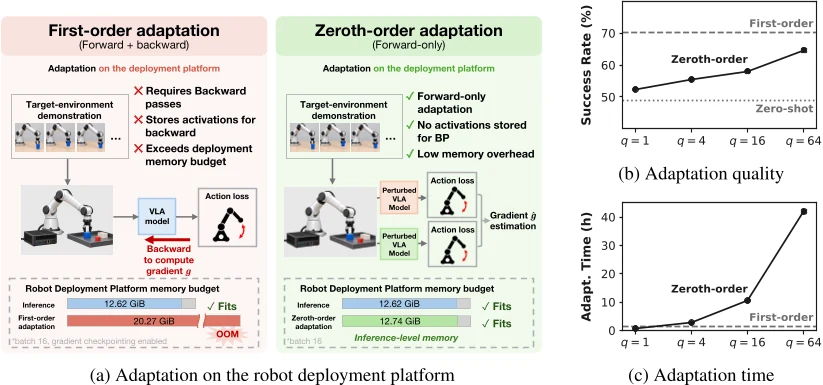 First-order adaptation
(Forward + backward)
Adaptation on the deployment platform
Target-environment
demonstration
...
✗ Requires Backward
passes
✗ Stores activations for
backward
✗ Exceeds deployment
memory budget
VLA
model
Action loss
Backward
to compute
gradient g
Robot Deployment Platform memory budget
Inference
12.62 GiB
✓ Fits
First-order
adaptation
20.27 GiB
OOM
*batch 16, gradient checkpointing enabled
Zeroth-order adaptation
(Forward-only)
Adaptation on the deployment platform
Target-environment
demonstration
...
✓ Forward-only
adaptation
✓ No activations stored
for BP
✓ Low memory overhead
Perturbed
VLA
Model
Action loss
Perturbed
VLA
Model
Action loss
Gradient ĝ
estimation
Robot Deployment Platform memory budget
Inference
12.62 GiB
✓ Fits
Zeroth-order
adaptation
12.74 GiB
✓ Fits
*batch 16
Inference-level memory
(a) Adaptation on the robot deployment platform
Success Rate (%)
70
60
50
First-order
Zeroth-order
Zero-shot
q = 1
q = 4
q = 16
q = 64
(b) Adaptation quality
Adapt. Time (h)
40
30
20
10
0
Zeroth-order
First-order
q = 1
q = 4
q = 16
q = 64
(c) Adaptation time